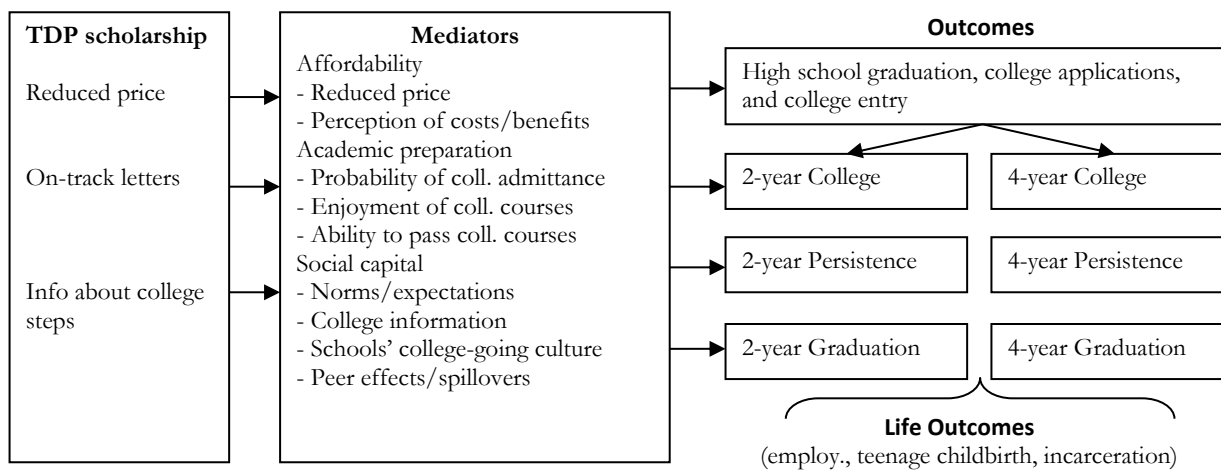 TDP scholarship
Reduced price
On-track letters
Info about college
steps
Mediators
Affordability
- Reduced price
- Perception of costs/benefits
Academic preparation
- Probability of coll. admittance
- Enjoyment of coll. courses
- Ability to pass coll. courses
Social capital
- Norms/expectations
- College information
- Schools’ college-going culture
- Peer effects/spillovers
Outcomes
High school graduation, college applications,
and college entry
2-year College
4-year College
2-year Persistence
4-year Persistence
2-year Graduation
4-year Graduation
Life Outcomes
(employ., teenage childbirth, incarceration)